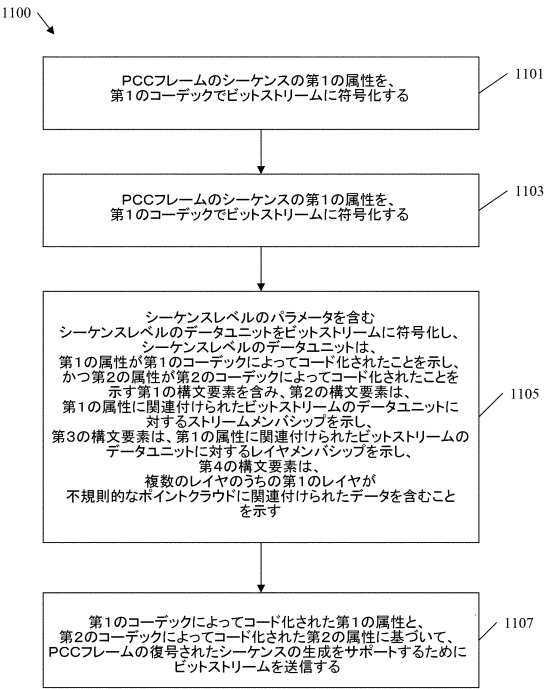 1100
PCCフレームのシーケンスの第1の属性を、
第1のコーデックでビットストリームに符号化する
1101
PCCフレームのシーケンスの第1の属性を、
第1のコーデックでビットストリームに符号化する
1103
シーケンスレベルのパラメータを含む
シーケンスレベルのデータユニットをビットストリームに符号化し、
シーケンスレベルのデータユニットは、
第1の属性が第1のコーデックによってコード化されたことを示し、
かつ第2の属性が第2のコーデックによってコード化されたことを
示す第1の構文要素を含み、第2の構文要素は、
第1の属性に関連付けられたビットストリームのデータユニットに
対するストリームメンバシップを示し、
第3の構文要素は、第1の属性に関連付けられたビットストリームの
データユニットに対するレイヤメンバシップを示し、
第4の構文要素は、
複数のレイヤのうちの第1のレイヤが
不規則的なポイントクラウドに関連付けられたデータを含むこと
を示す
1105
第1のコーデックによってコード化された第1の属性と、
第2のコーデックによってコード化された第2の属性に基づいて、
PCCフレームの復号されたシーケンスの生成をサポートするために
ビットストリームを送信する
1107